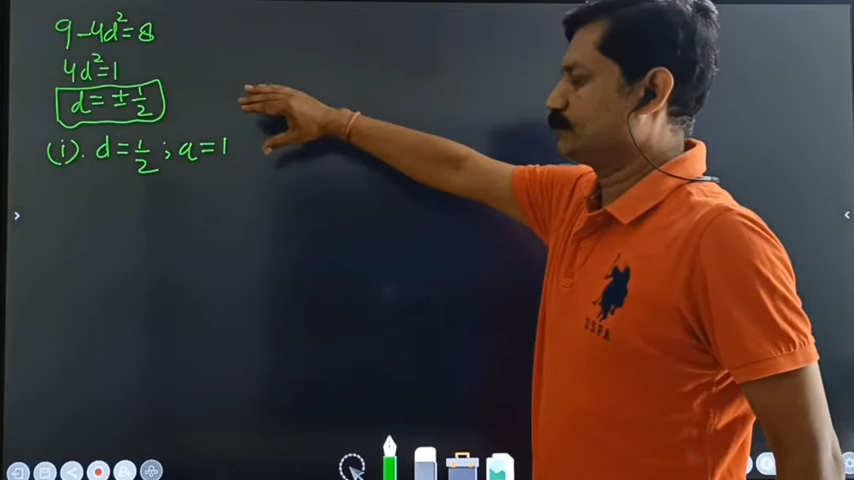 9-4d²=8
4d²=1
d=±1/2
(i). d=1/2; a=1
USPA